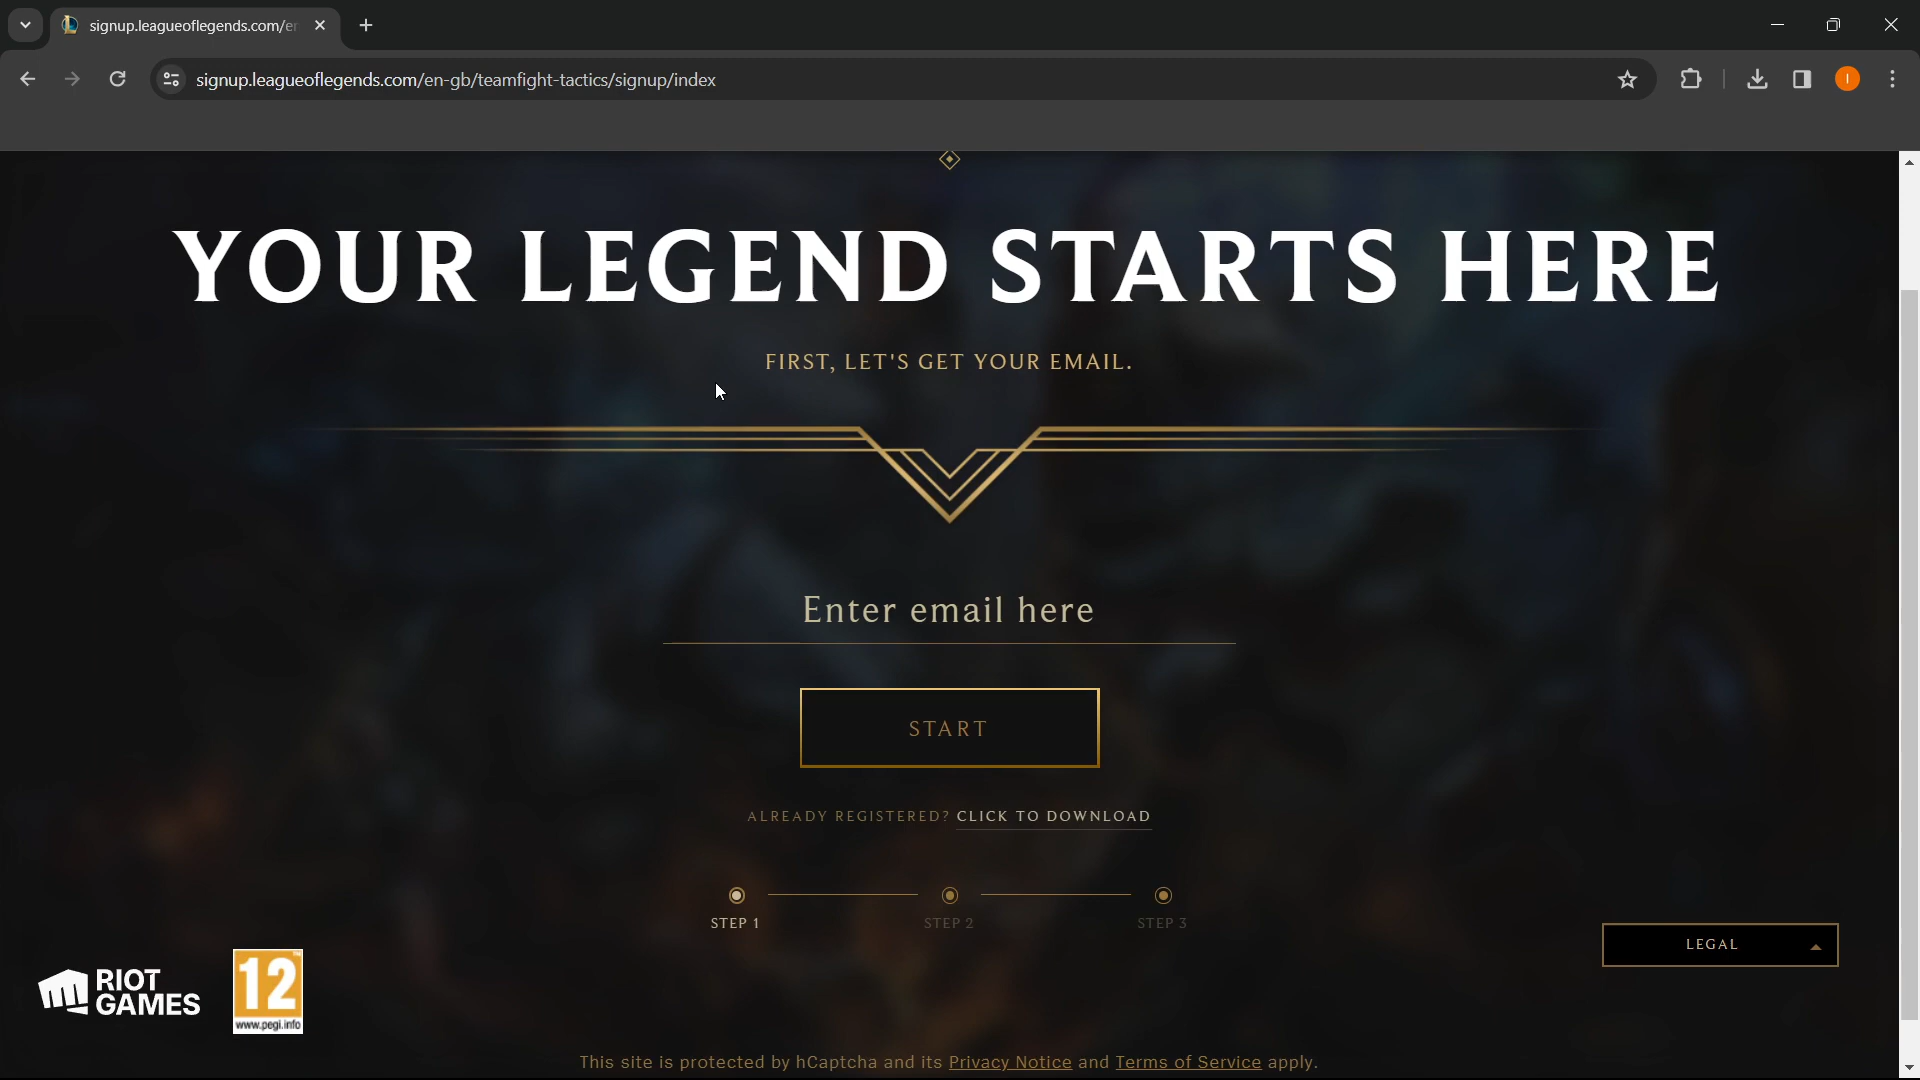 signup.leagueoflegends.com/en
signup.leagueoflegends.com/en-gb/teamfight-tactics/signup/index
I
YOUR LEGEND STARTS HERE
FIRST, LET'S GET YOUR EMAIL.
Enter email here
START
ALREADY REGISTERED? CLICK TO DOWNLOAD
STEP 1
STEP 2
STEP 3
LEGAL
RIOT
GAMES
12
www.pegi.info
This site is protected by hCaptcha and its Privacy Notice and Terms of Service apply.